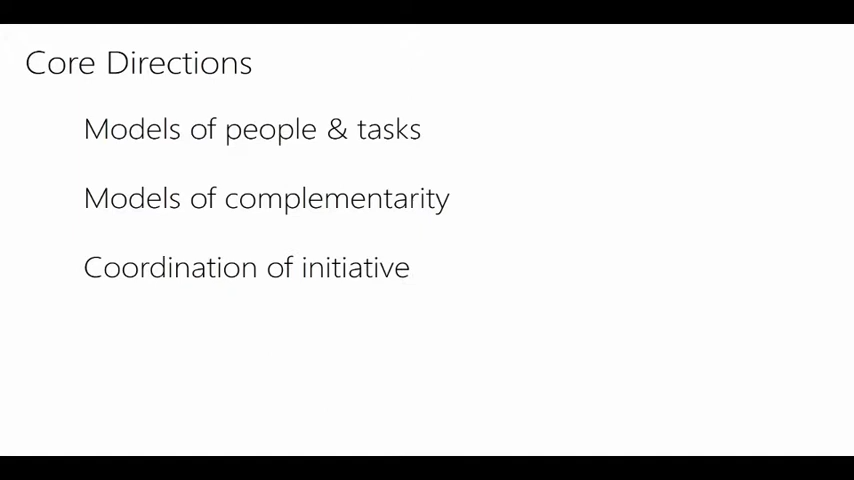 Core Directions
Models of people & tasks
Models of complementarity
Coordination of initiative